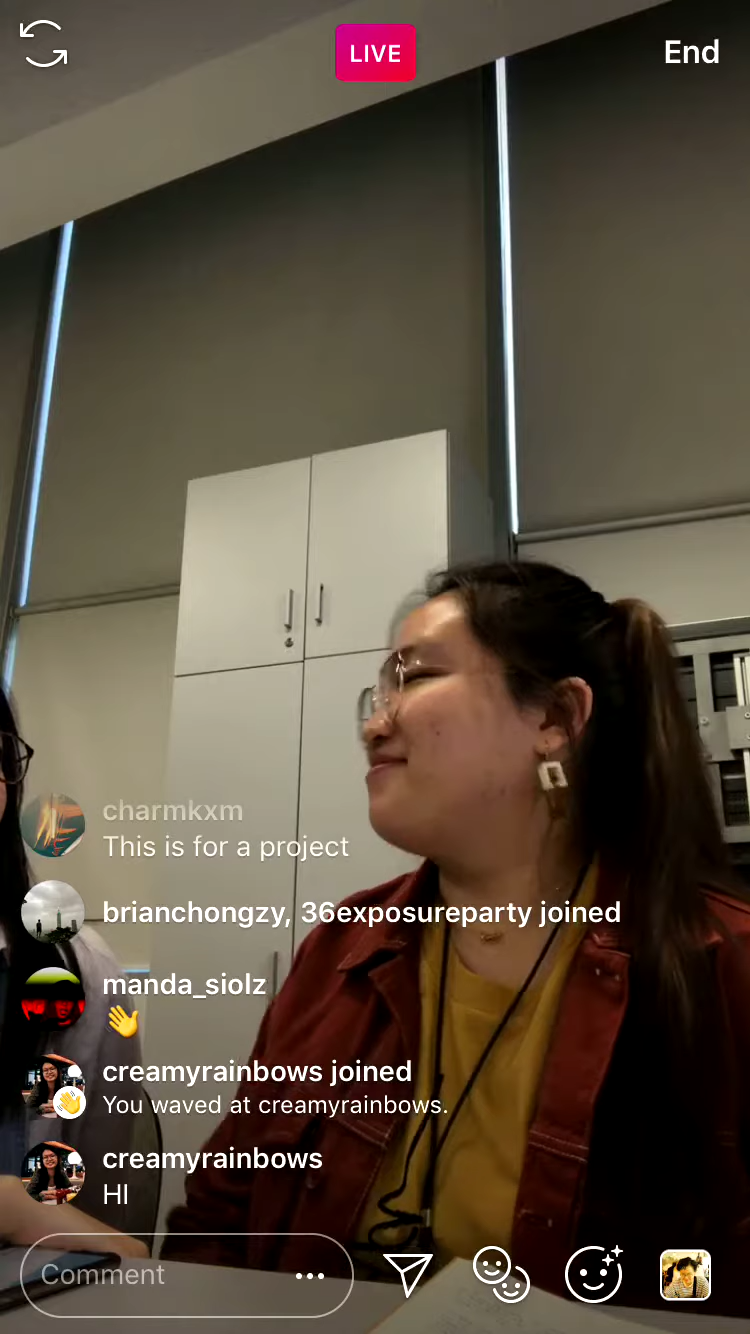 LIVE
End
charmkxm
This is for a project
brianchongzy, 36exposureparty joined
manda_siolz
👋
creamyrainbows joined
You waved at creamyrainbows.
creamyrainbows
HI
Comment